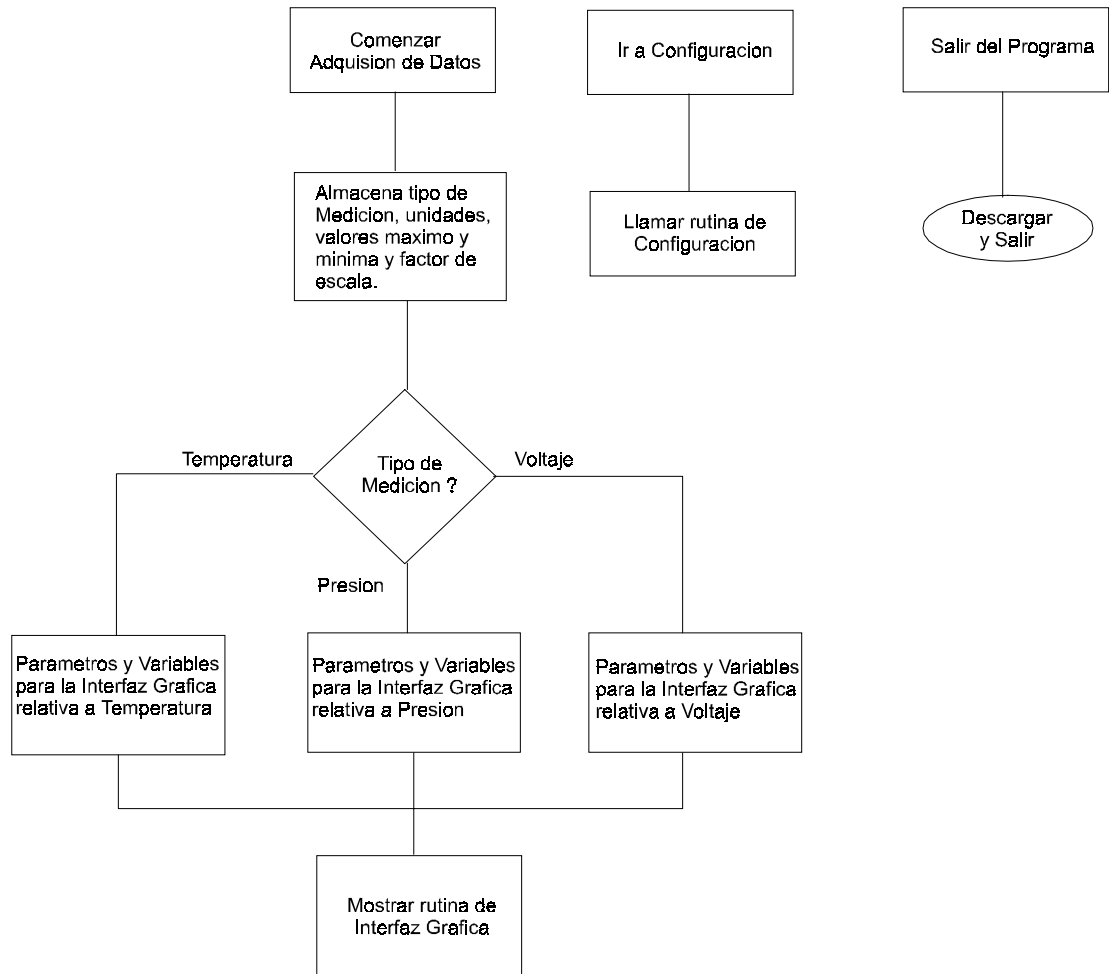 Comenzar
Adquision de Datos
Ir a Configuracion
Salir del Programa
Almacena tipo de
Medicion, unidades,
valores maximo y
minima y factor de
escala.
Llamar rutina de
Configuracion
Descargar
y Salir
Temperatura
Tipo de
Medicion ?
Voltaje
Presion
Parametros y Variables
para la Interfaz Grafica
relativa a Temperatura
Parametros y Variables
para la Interfaz Grafica
relativa a Presion
Parametros y Variables
para la Interfaz Grafica
relativa a Voltaje
Mostrar rutina de
Interfaz Grafica